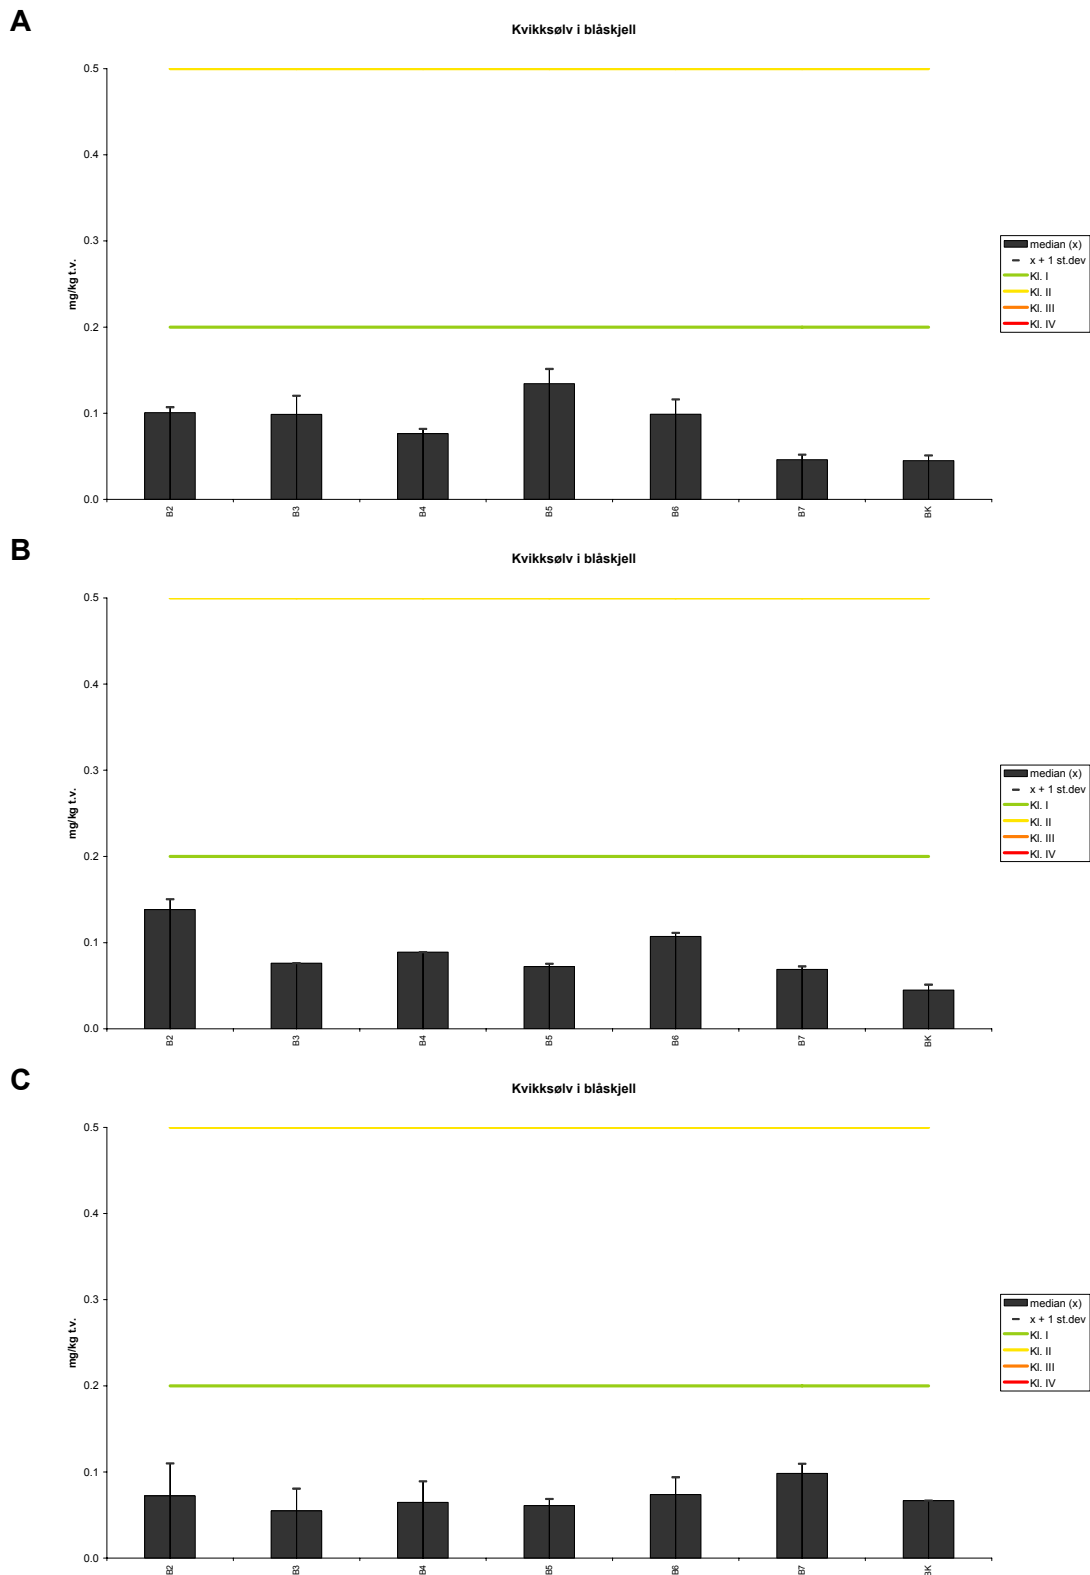 A
Kvikksølv i blåskjell
0.5
0.4
0.3
0.2
0.1
0.0
mg/kg t.v.
B2
B3
B4
B5
B6
B7
BK
median (x)
x + 1 st.dev
Kl. I
Kl. II
Kl. III
Kl. IV
B
Kvikksølv i blåskjell
0.5
0.4
0.3
0.2
0.1
0.0
mg/kg t.v.
B2
B3
B4
B5
B6
B7
BK
median (x)
x + 1 st.dev
Kl. I
Kl. II
Kl. III
Kl. IV
C
Kvikksølv i blåskjell
0.5
0.4
0.3
0.2
0.1
0.0
mg/kg t.v.
B2
B3
B4
B5
B6
B7
BK
median (x)
x + 1 st.dev
Kl. I
Kl. II
Kl. III
Kl. IV